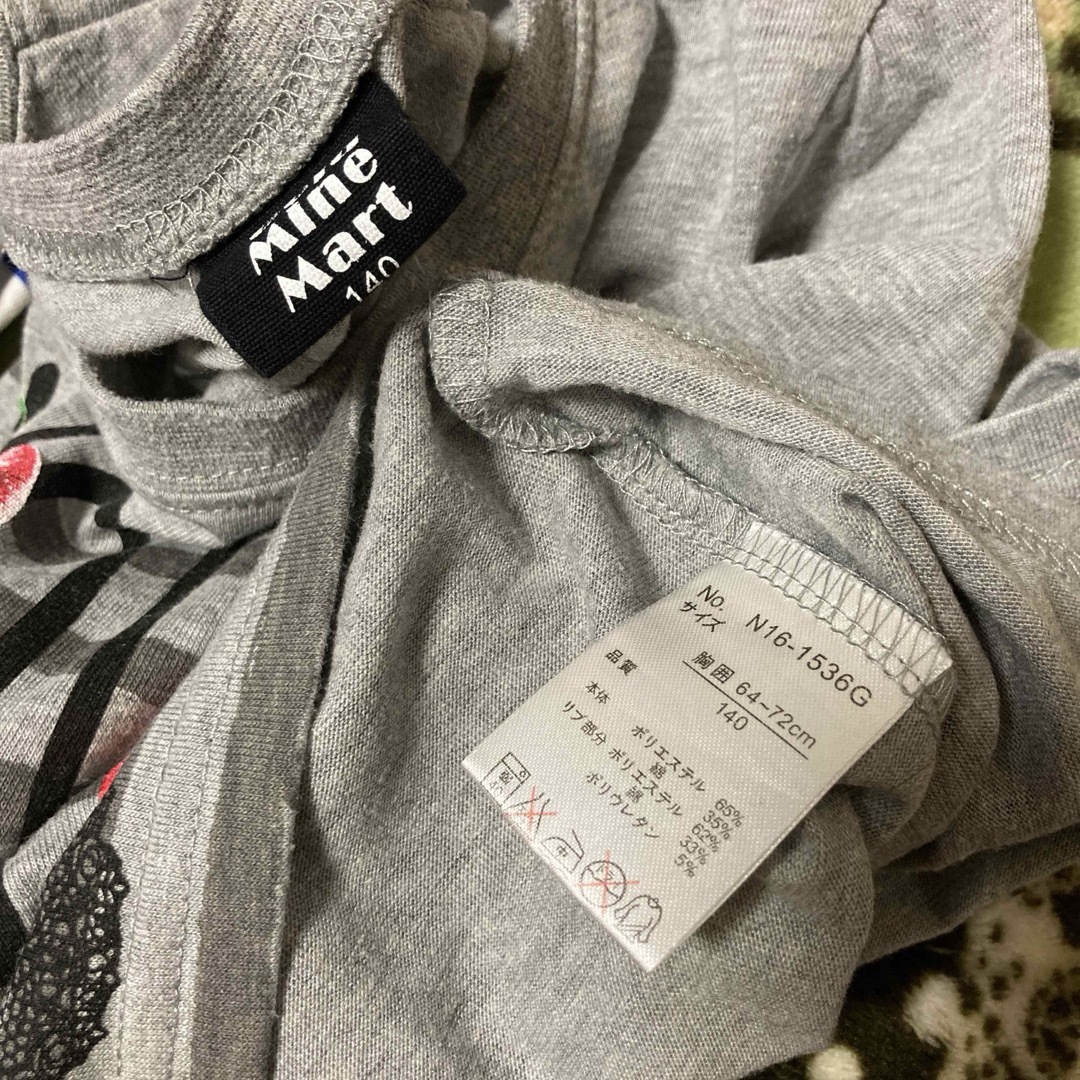 Mine
Mart
140
No. N16-1536G
サイズ 胸囲 64~72cm
140
品質
本体 ポリエステル 65%
綿 35%
リブ部分 ポリエステル 62%
綿 33%
ポリウレタン 5%
中